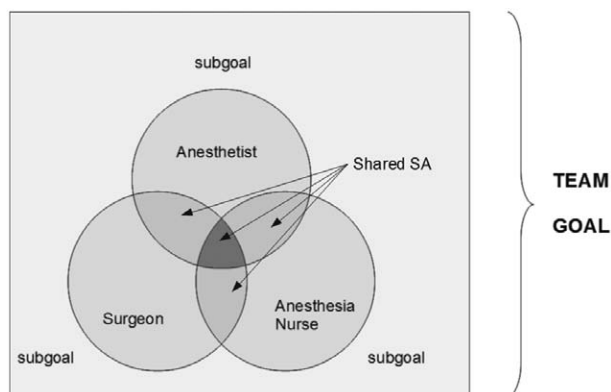 subgoal
Anesthetist
Shared SA
TEAM
GOAL
Surgeon
Anesthesia
Nurse
subgoal
subgoal